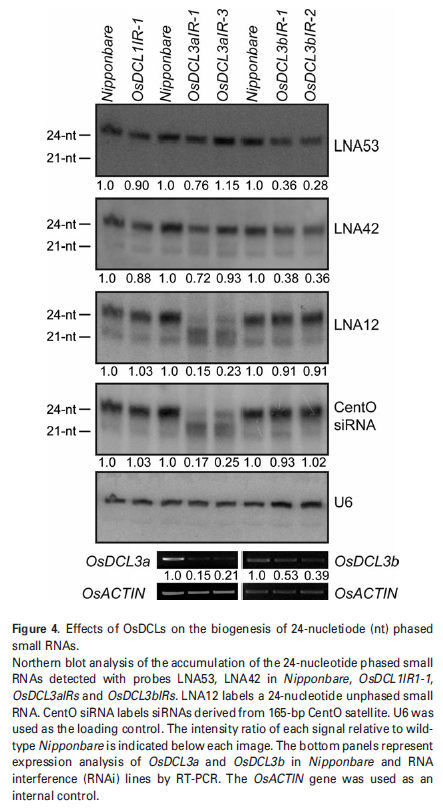 Nipponbare OsDCL1IR-1 Nipponbare OsDCL3aIR-1 OsDCL3aIR-3 Nipponbare OsDCL3bIR-1 OsDCL3bIR-2
24-nt
21-nt
LNA53
1.0 0.90 1.0 0.76 1.15 1.0 0.36 0.28
24-nt
21-nt
LNA42
1.0 0.88 1.0 0.72 0.93 1.0 0.38 0.36
24-nt
21-nt
LNA12
1.0 1.03 1.0 0.15 0.23 1.0 0.91 0.91
24-nt
21-nt
CentO
siRNA
1.0 1.03 1.0 0.17 0.25 1.0 0.93 1.02
U6
OsDCL3a OsDCL3b
1.0 0.15 0.21 1.0 0.53 0.39
OsACTIN OsACTIN
Figure 4. Effects of OsDCLs on the biogenesis of 24-nucletiode (nt) phased
small RNAs.
Northern blot analysis of the accumulation of the 24-nucleotide phased small
RNAs detected with probes LNA53, LNA42 in Nipponbare, OsDCL1IR1-1,
OsDCL3aIRs and OsDCL3bIRs. LNA12 labels a 24-nucleotide unphased small
RNA. CentO siRNA labels siRNAs derived from 165-bp CentO satellite. U6 was
used as the loading control. The intensity ratio of each signal relative to wild-
type Nipponbare is indicated below each image. The bottom panels represent
expression analysis of OsDCL3a and OsDCL3b in Nipponbare and RNA
interference (RNAi) lines by RT-PCR. The OsACTIN gene was used as an
internal control.